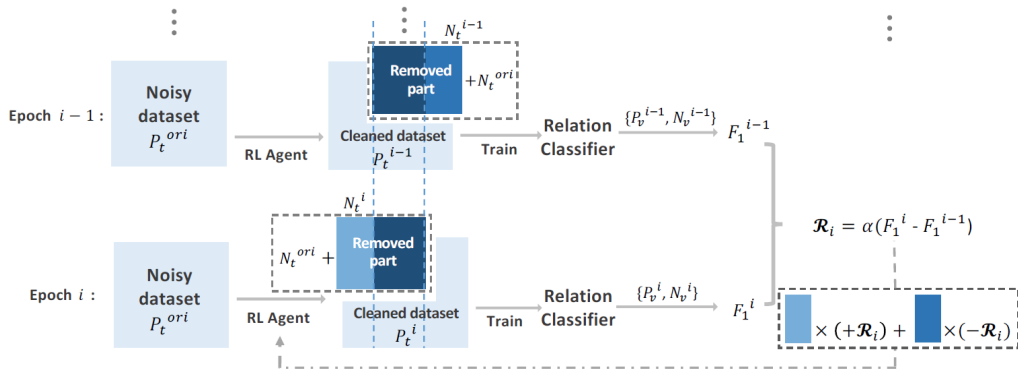 ⋮ ⋮ ⋮
N_t^{i-1}
Removed
part
+N_t^{ori}
Noisy
dataset
P_t^{ori}
Epoch i − 1 :
RL Agent
Cleaned dataset
P_t^{i-1}
Train
Relation
Classifier
{P_v^{i-1}, N_v^{i-1}}
F_1^{i-1}
N_t^i
N_t^{ori} +
Removed
part
𝓡_i = α(F_1^i - F_1^{i-1})
Noisy
dataset
P_t^{ori}
Epoch i :
RL Agent
Cleaned dataset
P_t^i
Train
Relation
Classifier
{P_v^i, N_v^i}
F_1^i
× (+𝓡_i) + ×(−𝓡_i)